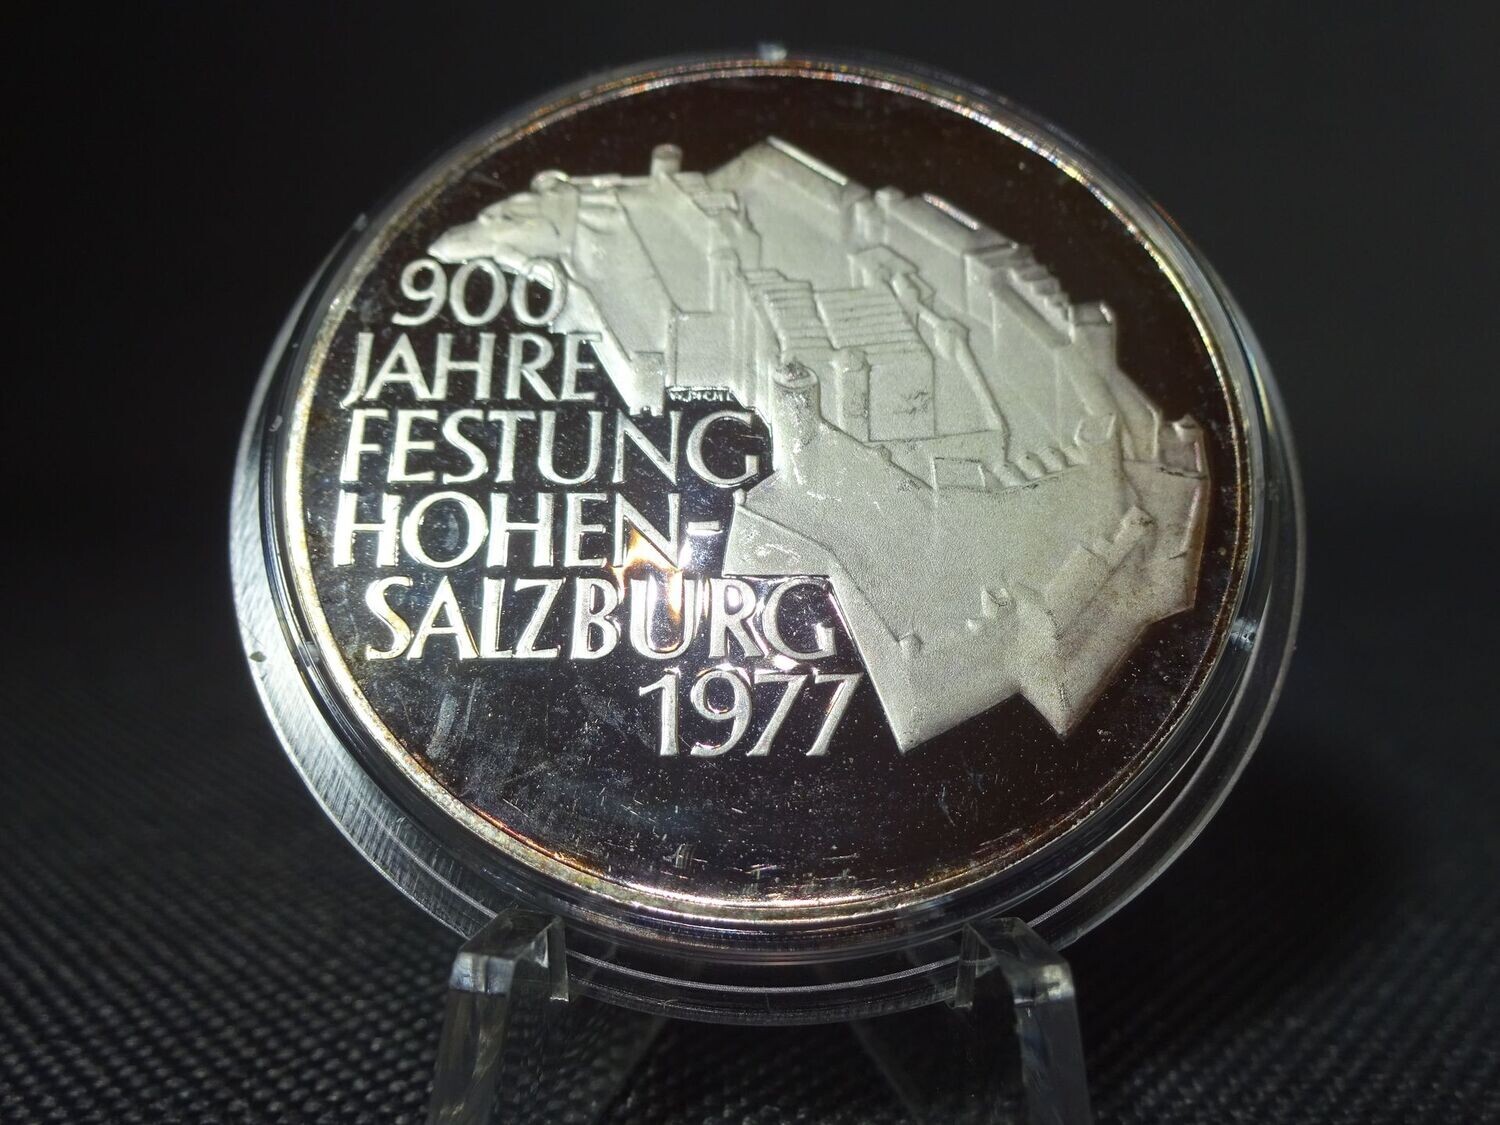 900
JAHRE
FESTUNG
HOHEN-
SALZBURG
1977